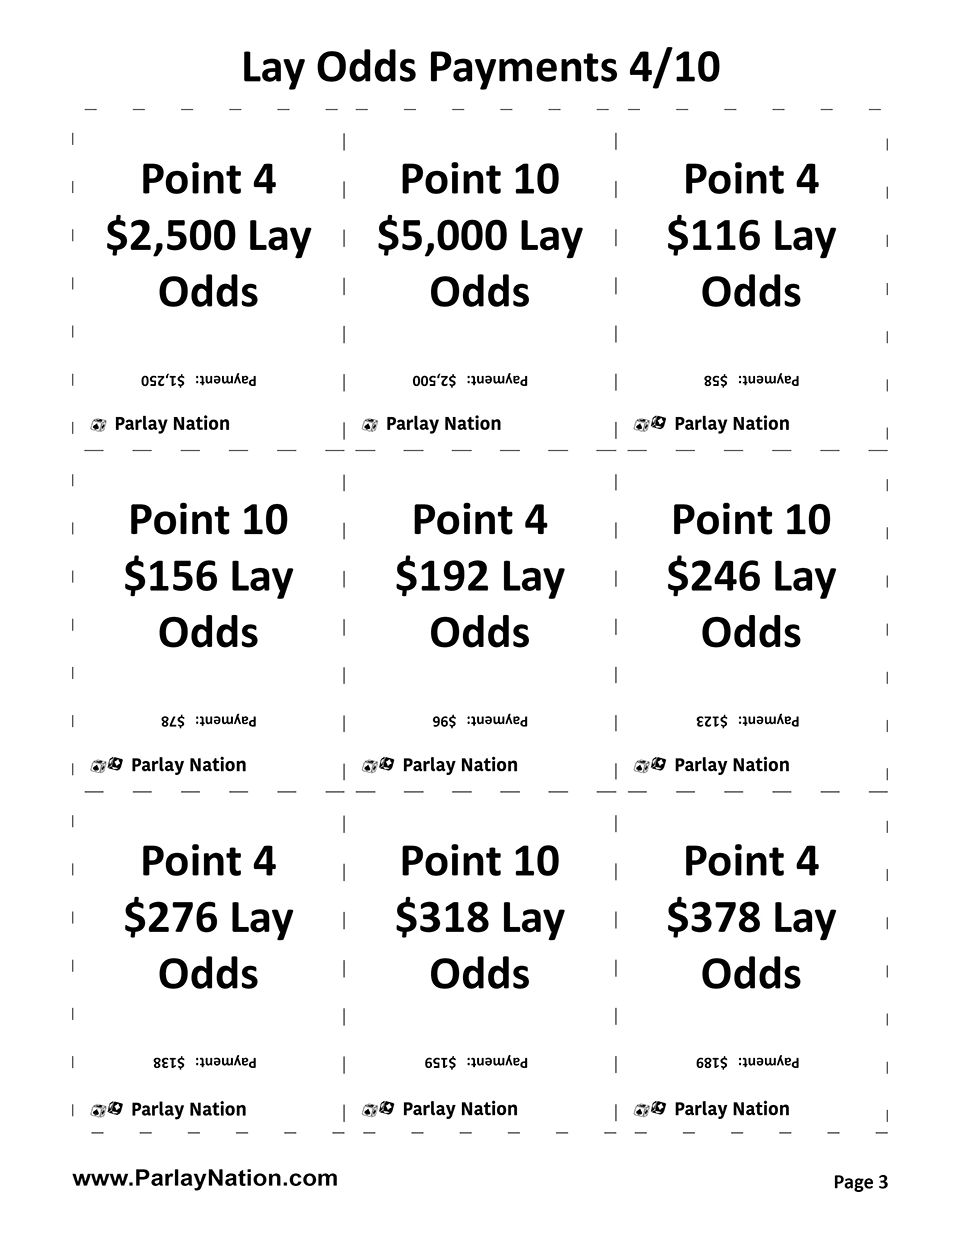 Lay Odds Payments 4/10
Point 4
$2,500 Lay
Odds
Payment: $1,250
Parlay Nation
Point 10
$5,000 Lay
Odds
Payment: $2,500
Parlay Nation
Point 4
$116 Lay
Odds
Payment: $58
Parlay Nation
Point 10
$156 Lay
Odds
Payment: $78
Parlay Nation
Point 4
$192 Lay
Odds
Payment: $96
Parlay Nation
Point 10
$246 Lay
Odds
Payment: $123
Parlay Nation
Point 4
$276 Lay
Odds
Payment: $138
Parlay Nation
Point 10
$318 Lay
Odds
Payment: $159
Parlay Nation
Point 4
$378 Lay
Odds
Payment: $189
Parlay Nation
www.ParlayNation.com
Page 3